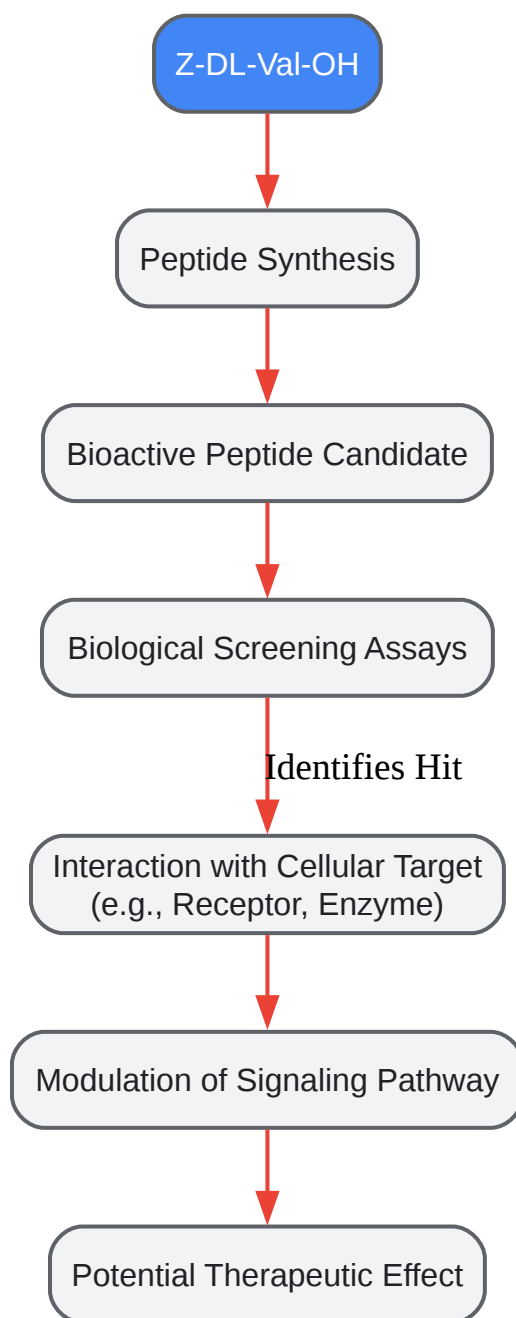 Z-DL-Val-OH
Peptide Synthesis
Bioactive Peptide Candidate
Biological Screening Assays
Identifies Hit
Interaction with Cellular Target
(e.g., Receptor, Enzyme)
Modulation of Signaling Pathway
Potential Therapeutic Effect